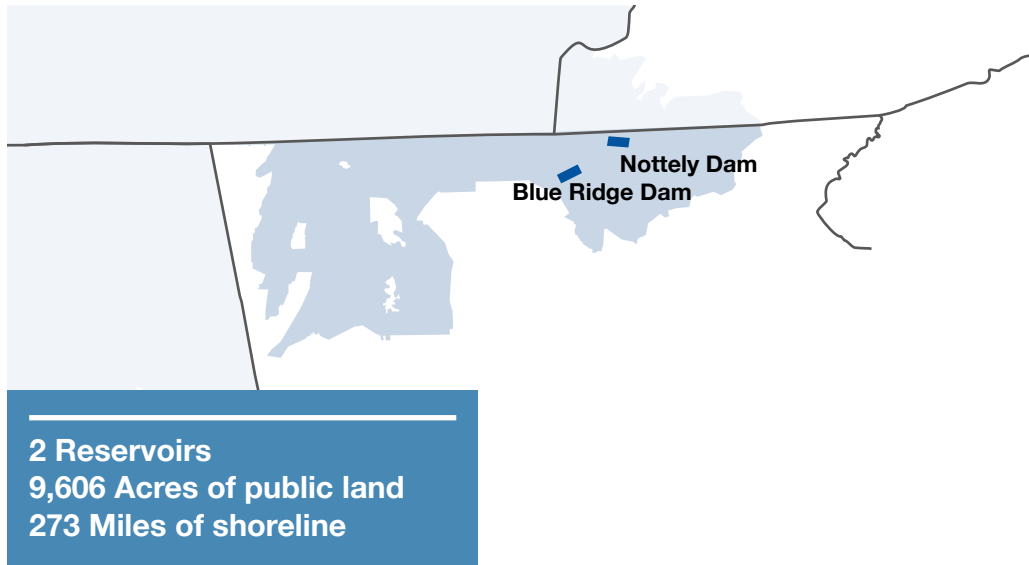 Nottely Dam
Blue Ridge Dam
2 Reservoirs
9,606 Acres of public land
273 Miles of shoreline